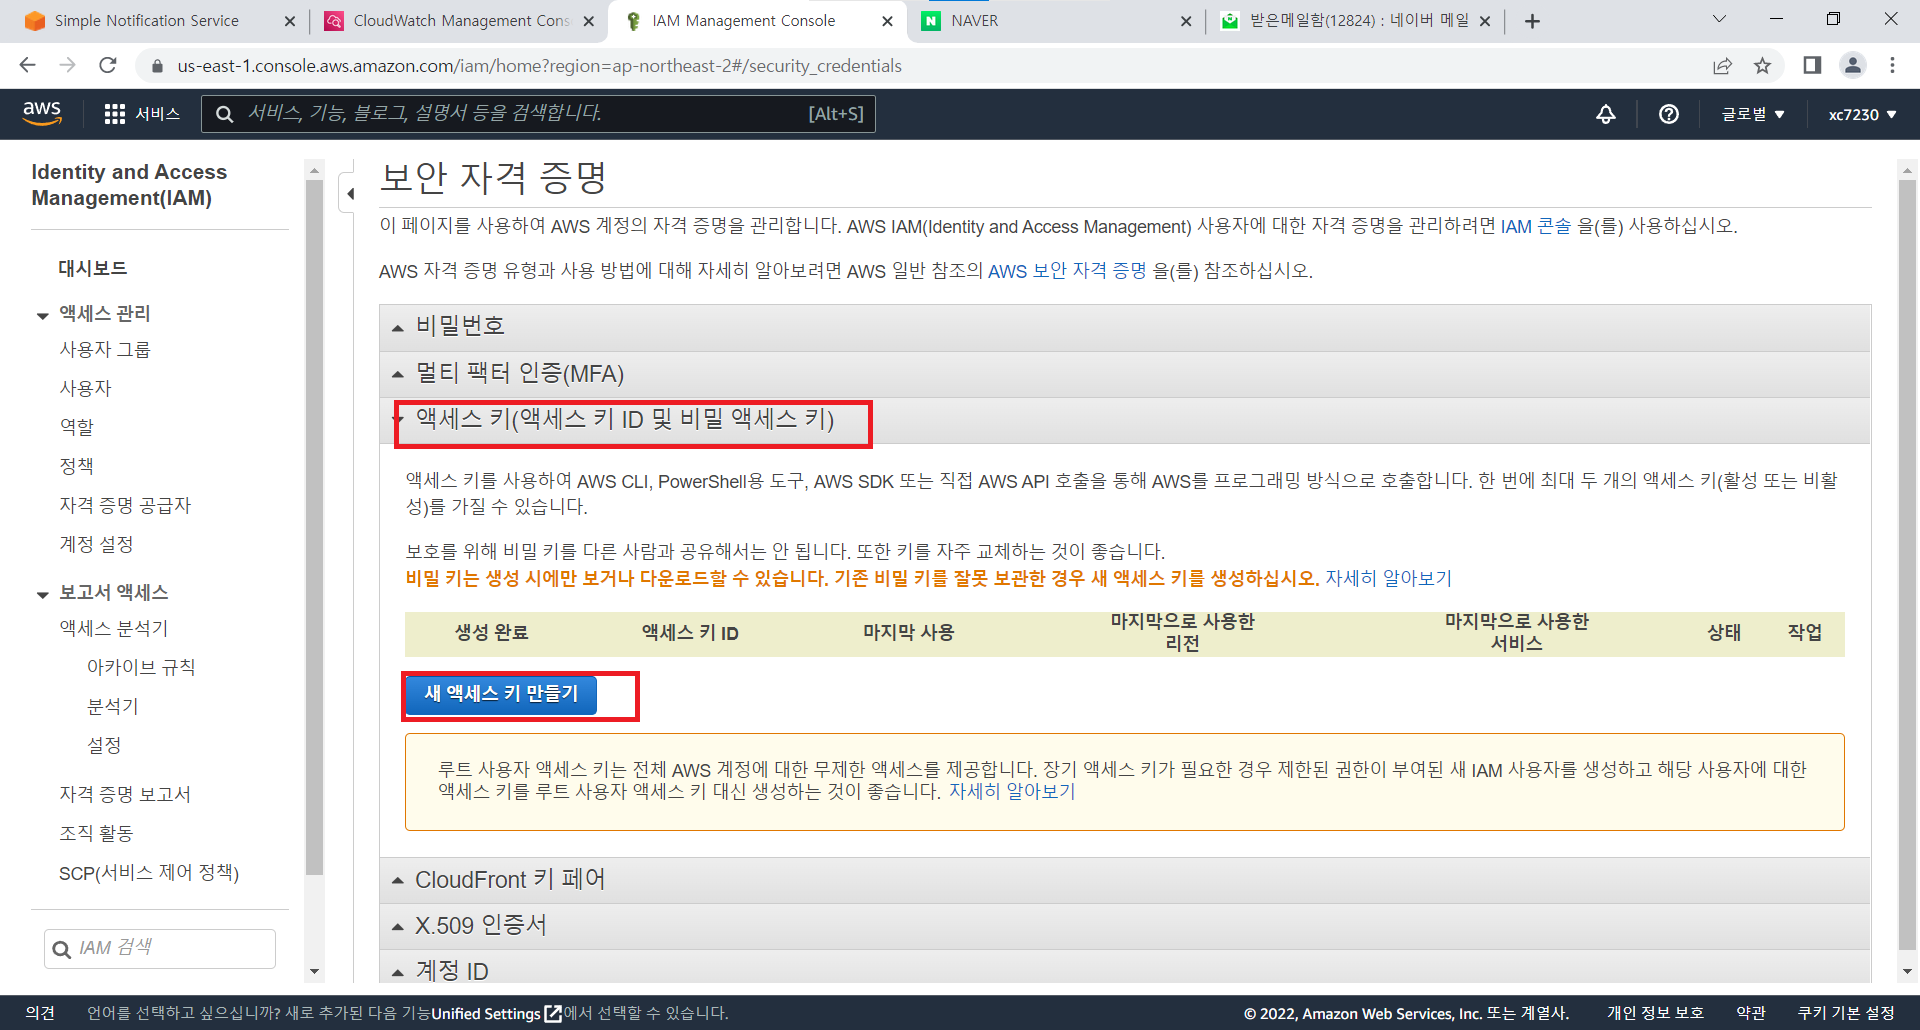 Simple Notification Service
CloudWatch Management Cons
IAM Management Console
NAVER
받은메일함(12824) : 네이버 메일
us-east-1.console.aws.amazon.com/iam/home?region=ap-northeast-2#/security_credentials
aws
서비스
서비스, 기능, 블로그, 설명서 등을 검색합니다.
[Alt+S]
글로벌
xc7230
Identity and Access
Management(IAM)
대시보드
액세스 관리
사용자 그룹
사용자
역할
정책
자격 증명 공급자
계정 설정
보고서 액세스
액세스 분석기
아카이브 규칙
분석기
설정
자격 증명 보고서
조직 활동
SCP(서비스 제어 정책)
IAM 검색
보안 자격 증명
이 페이지를 사용하여 AWS 계정의 자격 증명을 관리합니다. AWS IAM(Identity and Access Management) 사용자에 대한 자격 증명을 관리하려면 IAM 콘솔 을(를) 사용하십시오.
AWS 자격 증명 유형과 사용 방법에 대해 자세히 알아보려면 AWS 일반 참조의 AWS 보안 자격 증명 을(를) 참조하십시오.
비밀번호
멀티 팩터 인증(MFA)
액세스 키(액세스 키 ID 및 비밀 액세스 키)
액세스 키를 사용하여 AWS CLI, PowerShell용 도구, AWS SDK 또는 직접 AWS API 호출을 통해 AWS를 프로그래밍 방식으로 호출합니다. 한 번에 최대 두 개의 액세스 키(활성 또는 비활
성)를 가질 수 있습니다.
보호를 위해 비밀 키를 다른 사람과 공유해서는 안 됩니다. 또한 키를 자주 교체하는 것이 좋습니다.
비밀 키는 생성 시에만 보거나 다운로드할 수 있습니다. 기존 비밀 키를 잘못 보관한 경우 새 액세스 키를 생성하십시오. 자세히 알아보기
생성 완료
액세스 키 ID
마지막 사용
마지막으로 사용한
리전
마지막으로 사용한
서비스
상태
작업
새 액세스 키 만들기
루트 사용자 액세스 키는 전체 AWS 계정에 대한 무제한 액세스를 제공합니다. 장기 액세스 키가 필요한 경우 제한된 권한이 부여된 새 IAM 사용자를 생성하고 해당 사용자에 대한
액세스 키를 루트 사용자 액세스 키 대신 생성하는 것이 좋습니다. 자세히 알아보기
CloudFront 키 페어
X.509 인증서
계정 ID
의견
언어를 선택하고 싶으십니까? 새로 추가된 다음 기능Unified Settings에서 선택할 수 있습니다.
© 2022, Amazon Web Services, Inc. 또는 계열사.
개인 정보 보호
약관
쿠키 기본 설정